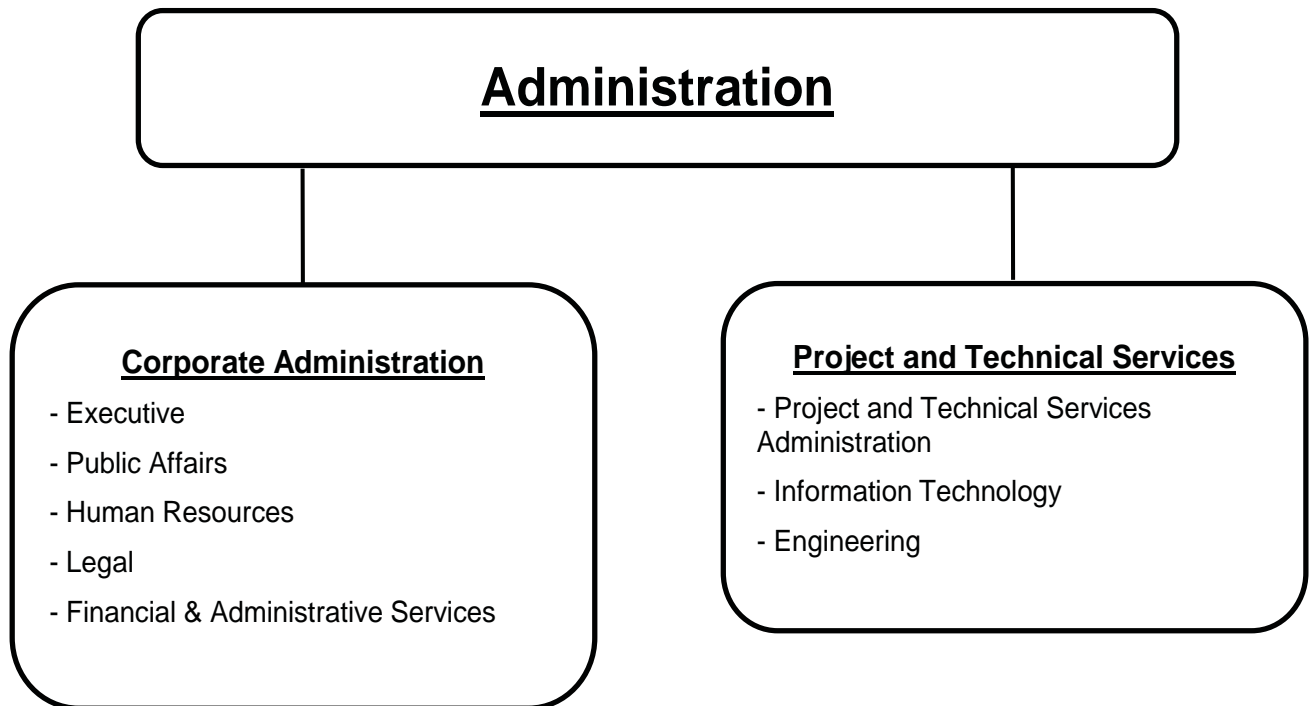 Administration
Corporate Administration
- Executive
- Public Affairs
- Human Resources
- Legal
- Financial & Administrative Services
Project and Technical Services
- Project and Technical Services
Administration
- Information Technology
- Engineering